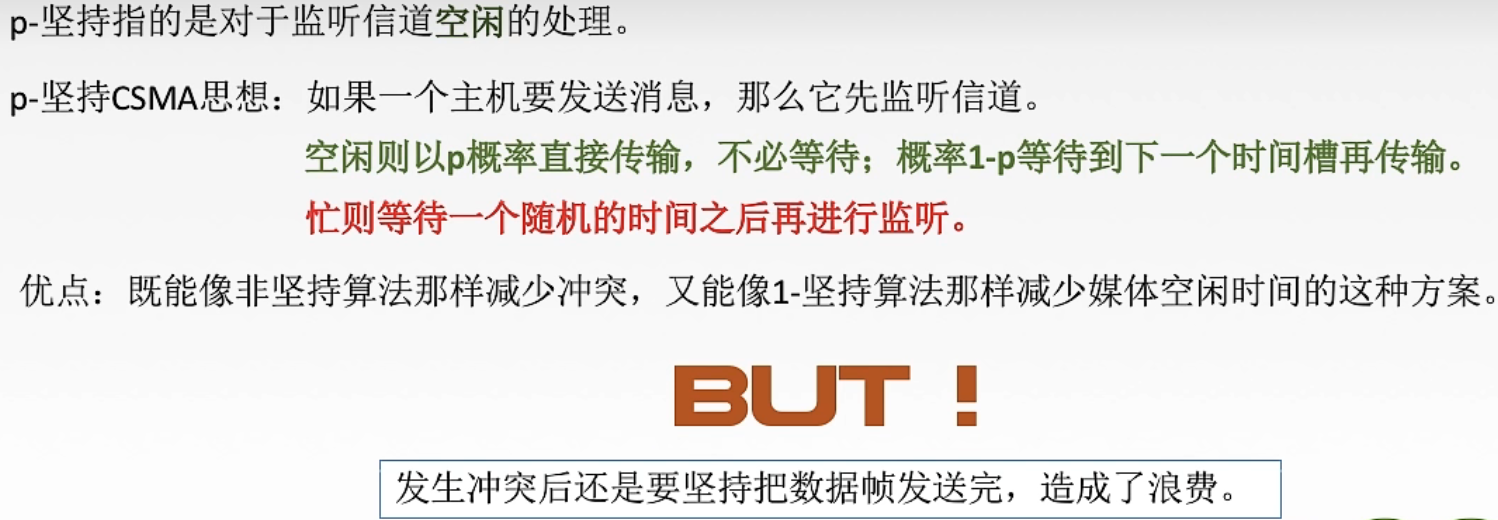 p-坚持指的是对于监听信道空闲的处理。
p-坚持CSMA思想：如果一个主机要发送消息，那么它先监听信道。
空闲则以p概率直接传输，不必等待；概率1-p等待到下一个时间槽再传输。
忙则等待一个随机的时间之后再进行监听。
优点：既能像非坚持算法那样减少冲突，又能像1-坚持算法那样减少媒体空闲时间的这种方案。
BUT！
发生冲突后还是要坚持把数据帧发送完，造成了浪费。